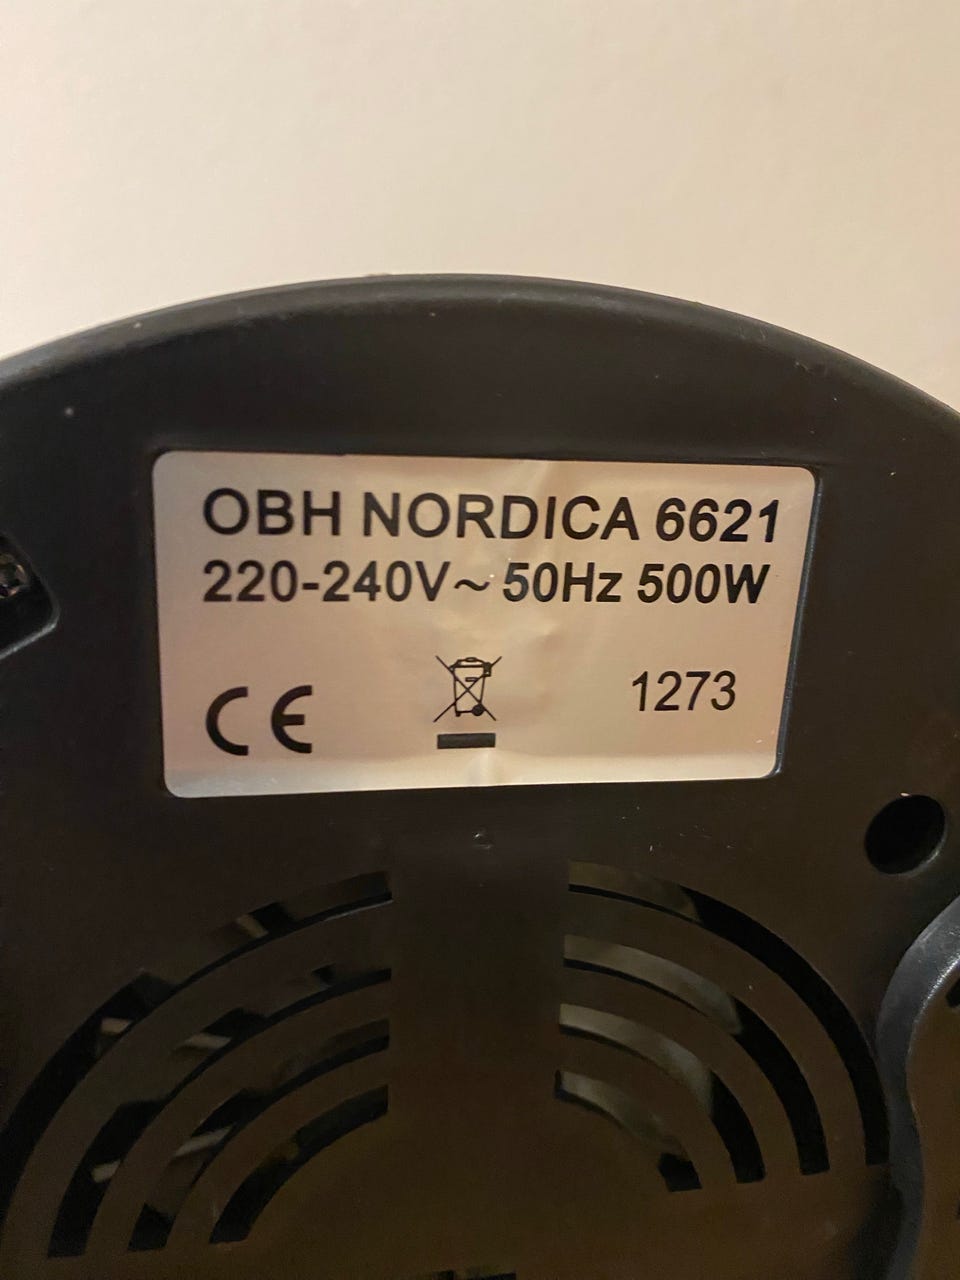 OBH NORDICA 6621
220-240V~ 50Hz 500W
CE
1273